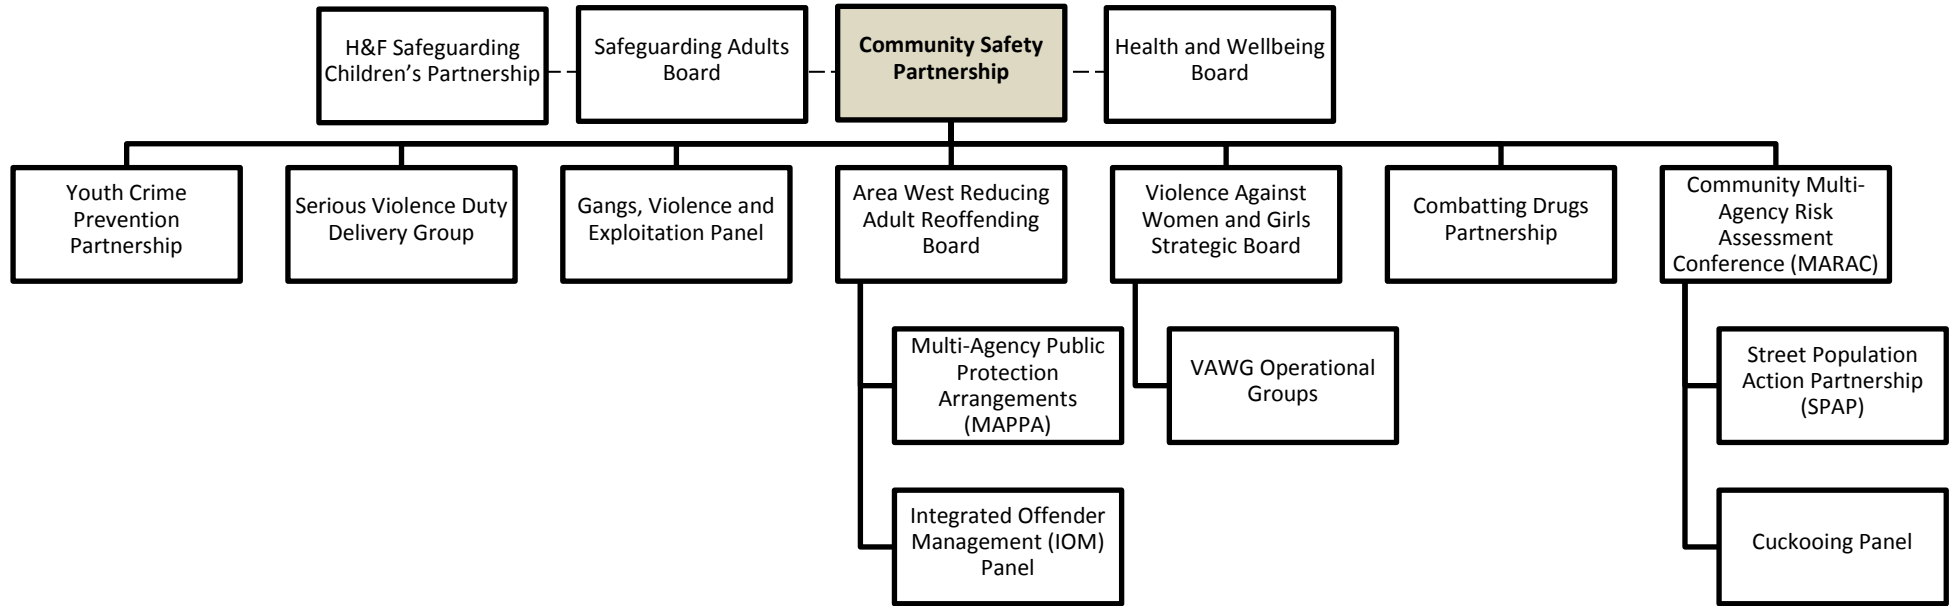 H&F Safeguarding
Children’s Partnership
Safeguarding Adults
Board
Community Safety
Partnership
Health and Wellbeing
Board
Youth Crime
Prevention
Partnership
Serious Violence Duty
Delivery Group
Gangs, Violence and
Exploitation Panel
Area West Reducing
Adult Reoffending
Board
Violence Against
Women and Girls
Strategic Board
Combatting Drugs
Partnership
Community Multi-
Agency Risk
Assessment
Conference (MARAC)
Multi-Agency Public
Protection
Arrangements
(MAPPA)
VAWG Operational
Groups
Street Population
Action Partnership
(SPAP)
Integrated Offender
Management (IOM)
Panel
Cuckooing Panel